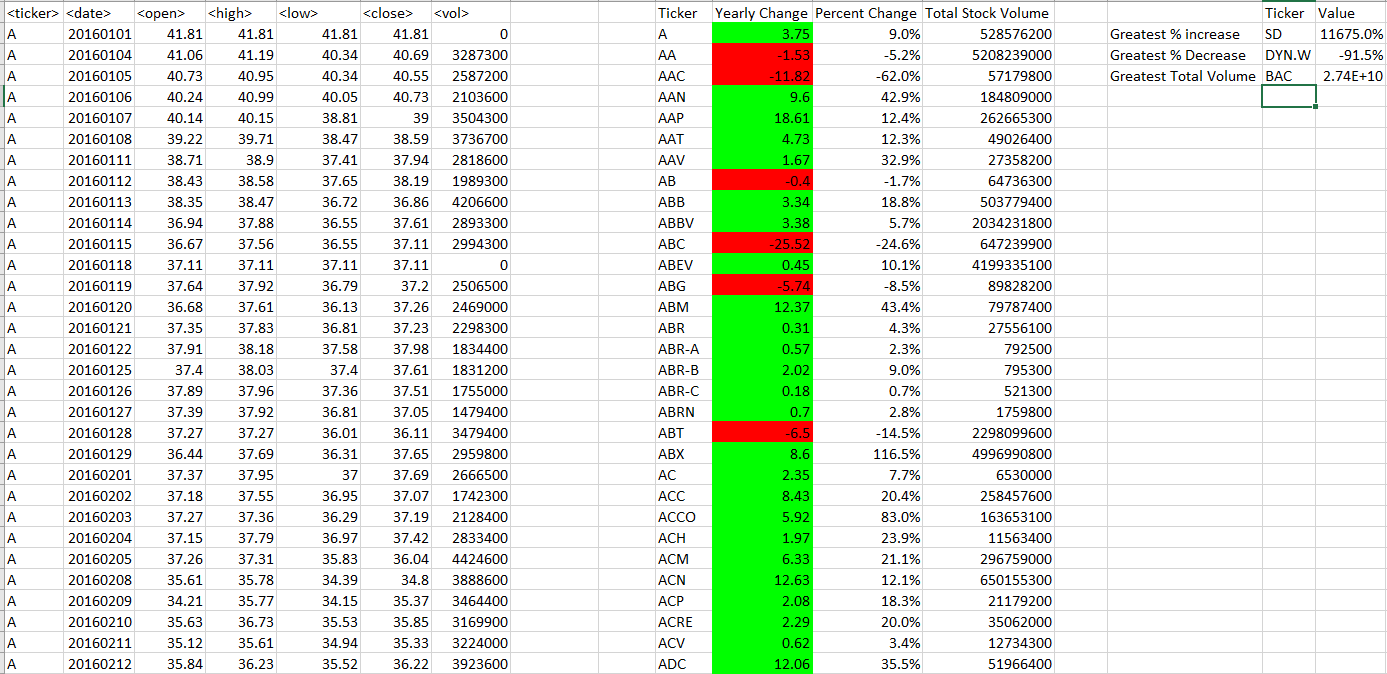 <ticker> <date> <open> <high> <low> <close> <vol> Ticker Yearly Change Percent Change Total Stock Volume Ticker Value
A 20160101 41.81 41.81 41.81 41.81 0 A 3.75 9.0% 528576200 Greatest % increase SD 11675.0%
A 20160104 41.06 41.19 40.34 40.69 3287300 AA -1.53 -5.2% 5208239000 Greatest % Decrease DYN.W -91.5%
A 20160105 40.73 40.95 40.34 40.55 2587200 AAC -11.82 -62.0% 57179800 Greatest Total Volume BAC 2.74E+10
A 20160106 40.24 40.99 40.05 40.73 2103600 AAN 9.6 42.9% 184809000
A 20160107 40.14 40.15 38.81 39 3504300 AAP 18.61 12.4% 262665300
A 20160108 39.22 39.71 38.47 38.59 3736700 AAT 4.73 12.3% 49026400
A 20160111 38.71 38.9 37.41 37.94 2818600 AAV 1.67 32.9% 27358200
A 20160112 38.43 38.58 37.65 38.19 1989300 AB -0.4 -1.7% 64736300
A 20160113 38.35 38.47 36.72 36.86 4206600 ABB 3.34 18.8% 503779400
A 20160114 36.94 37.88 36.55 37.61 2893300 ABBV 3.38 5.7% 2034231800
A 20160115 36.67 37.56 36.55 37.11 2994300 ABC -25.52 -24.6% 647239900
A 20160118 37.11 37.11 37.11 37.11 0 ABEV 0.45 10.1% 4199335100
A 20160119 37.64 37.92 36.79 37.2 2506500 ABG -5.74 -8.5% 89828200
A 20160120 36.68 37.61 36.13 37.26 2469000 ABM 12.37 43.4% 79787400
A 20160121 37.35 37.83 36.81 37.23 2298300 ABR 0.31 4.3% 27556100
A 20160122 37.91 38.18 37.58 37.98 1834400 ABR-A 0.57 2.3% 792500
A 20160125 37.4 38.03 37.4 37.61 1831200 ABR-B 2.02 9.0% 795300
A 20160126 37.89 37.96 37.36 37.51 1755000 ABR-C 0.18 0.7% 521300
A 20160127 37.39 37.92 36.81 37.05 1479400 ABRN 0.7 2.8% 1759800
A 20160128 37.27 37.27 36.01 36.11 3479400 ABT -6.5 -14.5% 2298099600
A 20160129 36.44 37.69 36.31 37.65 2959800 ABX 8.6 116.5% 4996990800
A 20160201 37.37 37.95 37 37.69 2666500 AC 2.35 7.7% 6530000
A 20160202 37.18 37.55 36.95 37.07 1742300 ACC 8.43 20.4% 258457600
A 20160203 37.27 37.36 36.29 37.19 2128400 ACCO 5.92 83.0% 163653100
A 20160204 37.15 37.79 36.97 37.42 2833400 ACH 1.97 23.9% 11563400
A 20160205 37.26 37.31 35.83 36.04 4424600 ACM 6.33 21.1% 296759000
A 20160208 35.61 35.78 34.39 34.8 3888600 ACN 12.63 12.1% 650155300
A 20160209 34.21 35.77 34.15 35.37 3464400 ACP 2.08 18.3% 21179200
A 20160210 35.63 36.73 35.53 35.85 3169900 ACRE 2.29 20.0% 35062000
A 20160211 35.12 35.61 34.94 35.33 3224000 ACV 0.62 3.4% 12734300
A 20160212 35.84 36.23 35.52 36.22 3923600 ADC 12.06 35.5% 51966400